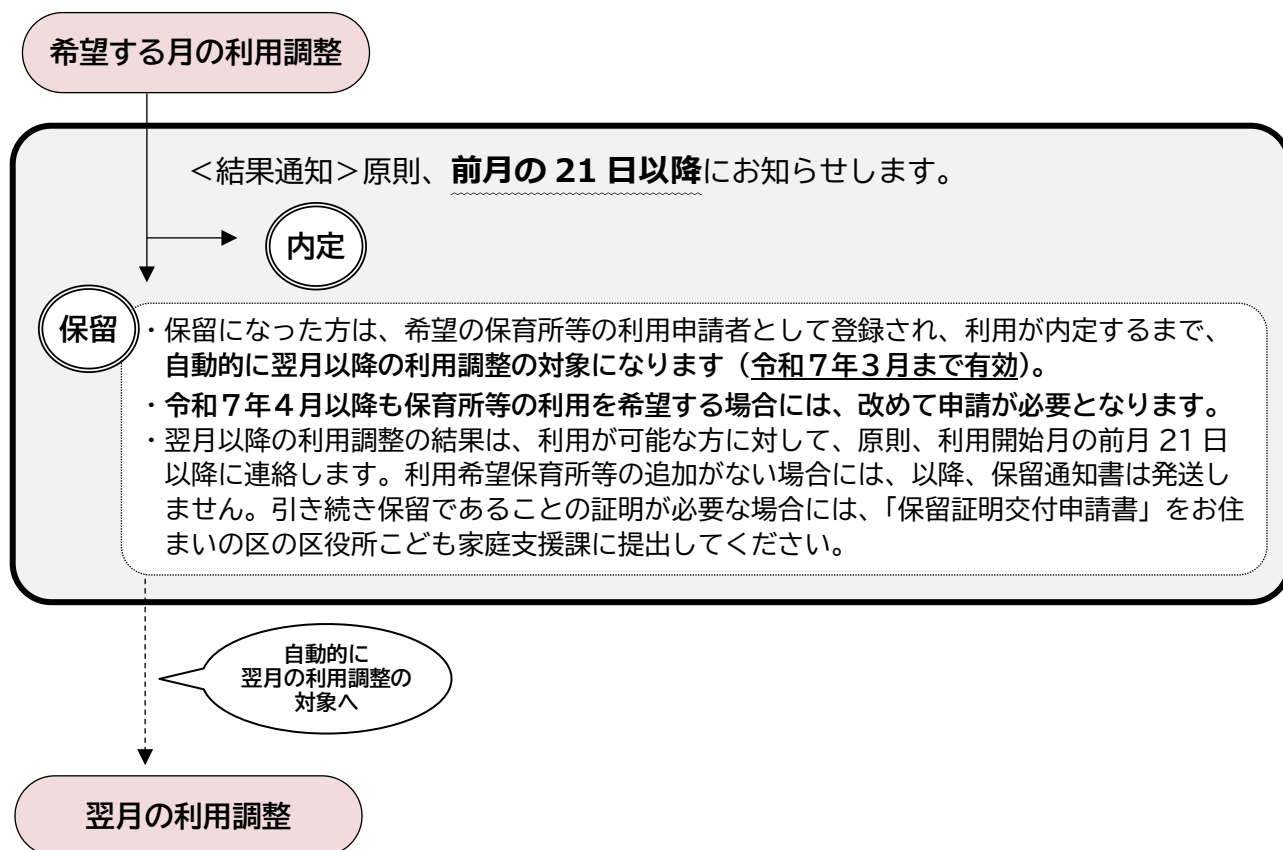 希望する月の利用調整
＜結果通知＞原則、前月の 21 日以降にお知らせします。
内定
保留
・保留になった方は、希望の保育所等の利用申請者として登録され、利用が内定するまで、
自動的に翌月以降の利用調整の対象になります（令和７年３月まで有効）。
・令和７年４月以降も保育所等の利用を希望する場合には、改めて申請が必要となります。
・翌月以降の利用調整の結果は、利用が可能な方に対して、原則、利用開始月の前月 21 日
以降に連絡します。利用希望保育所等の追加がない場合には、以降、保留通知書は発送し
ません。引き続き保留であることの証明が必要な場合には、「保留証明交付申請書」をお住
まいの区の区役所こども家庭支援課に提出してください。
自動的に
翌月の利用調整の
対象へ
翌月の利用調整